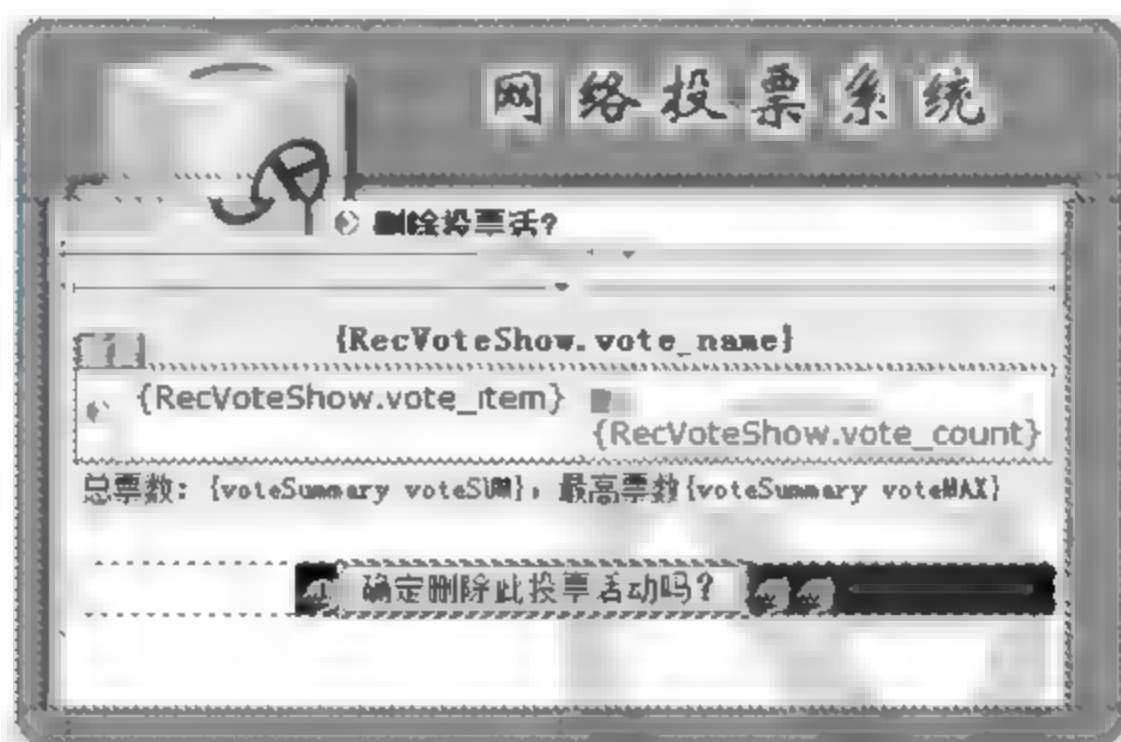 网络投票系统
删除投票活?
{RecVoteShow.vote_name}
{RecVoteShow.vote_item}
{RecVoteShow.vote_count}
总票数: {voteSummary voteSUM}, 最高票数{voteSummary voteMAX}
确定删除此投票活动吗?